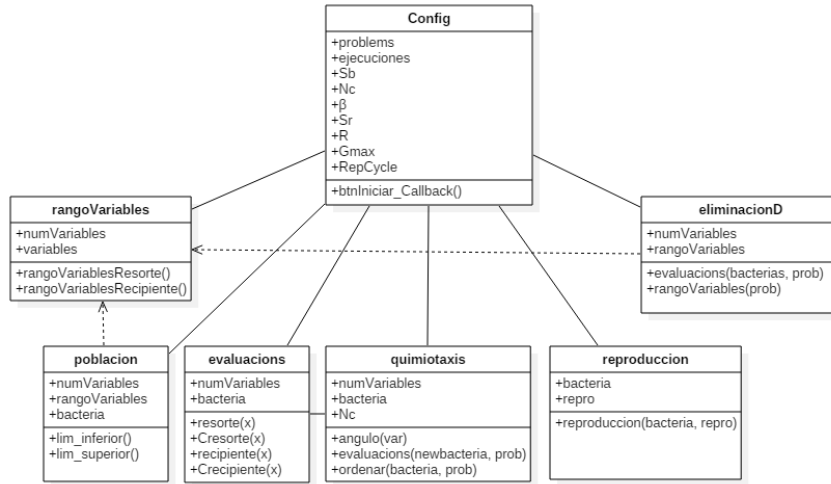 Config
+problems
+ejecuciones
+Sb
+Nc
+β
+Sr
+R
+Gmax
+RepCycle
+btnIniciar_Callback()
rangoVariables
+numVariables
+variables
+rangoVariablesResorte()
+rangoVariablesRecipiente()
eliminacionD
+numVariables
+rangoVariables
+evaluacions(bacterias, prob)
+rangoVariables(prob)
poblacion
+numVariables
+rangoVariables
+bacteria
+lim_inferior()
+lim_superior()
evaluacions
+numVariables
+bacteria
+resorte(x)
+Cresorte(x)
+recipiente(x)
+Crecipiente(x)
quimiotaxis
+numVariables
+bacteria
+Nc
+angulo(var)
+evaluacions(newbacteria, prob)
+ordenar(bacteria, prob)
reproduccion
+bacteria
+repro
+reproduccion(bacteria, repro)